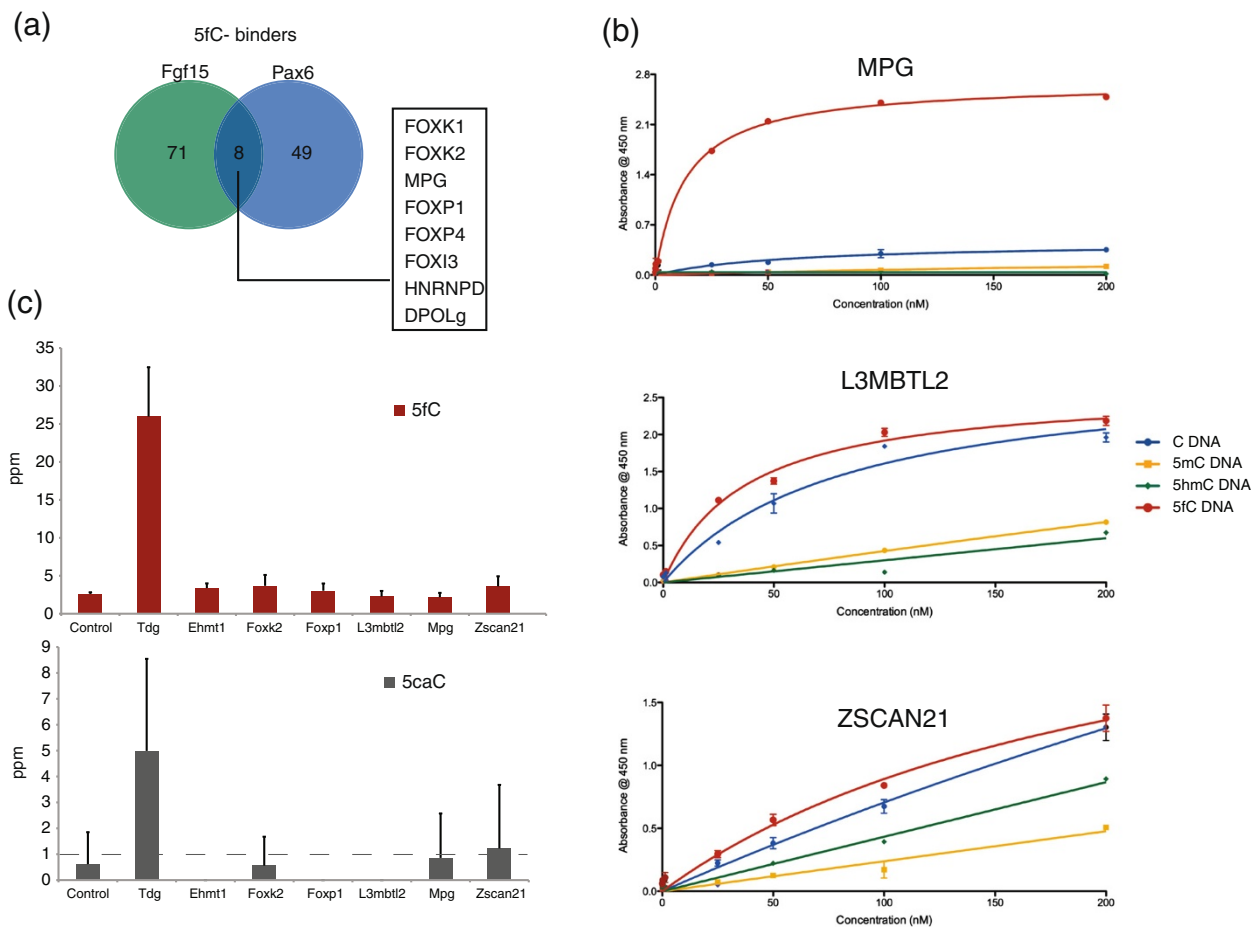 (a)
5fC- binders
Fgf15
Pax6
71
8
49
FOXK1
FOXK2
MPG
FOXP1
FOXP4
FOXI3
HNRNPD
DPOLg
(b)
MPG
Absorbance @ 450 nm
2.8
2.1
1.4
0.7
0.0
0 50 100 150 200
Concentration (nM)
L3MBTL2
Absorbance @ 450 nm
2.5
2.0
1.5
1.0
0.5
0.0
0 50 100 150 200
Concentration (nM)
C DNA
5mC DNA
5hmC DNA
5fC DNA
ZSCAN21
Absorbance @ 450 nm
1.5
1.0
0.5
0.0
0 50 100 150 200
Concentration (nM)
(c)
ppm
35
30
25
20
15
10
5
0
5fC
Control Tdg Ehmt1 Foxk2 Foxp1 L3mbtl2 Mpg Zscan21
ppm
9
8
7
6
5
4
3
2
1
0
5caC
Control Tdg Ehmt1 Foxk2 Foxp1 L3mbtl2 Mpg Zscan21